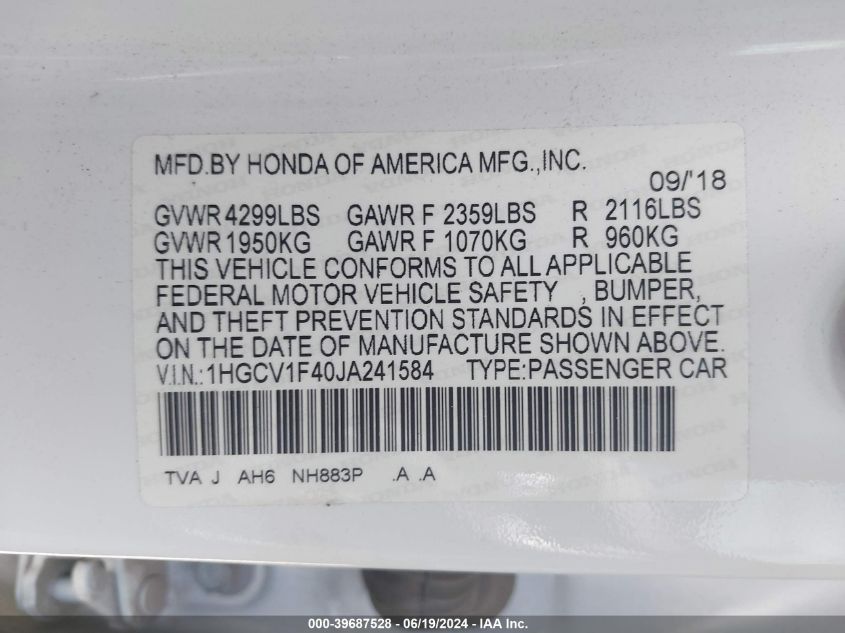 MFD.BY HONDA OF AMERICA MFG.,INC.
09/'18
GVWR 4299LBS GAWR F 2359LBS R 2116LBS
GVWR 1950KG GAWR F 1070KG R 960KG
THIS VEHICLE CONFORMS TO ALL APPLICABLE
FEDERAL MOTOR VEHICLE SAFETY , BUMPER,
AND THEFT PREVENTION STANDARDS IN EFFECT
ON THE DATE OF MANUFACTURE SHOWN ABOVE.
V.I.N.:1HGCV1F40JA241584 TYPE:PASSENGER CAR
TVA J AH6 NH883P .A .A
000-39687528 - 06/19/2024 - IAA Inc.